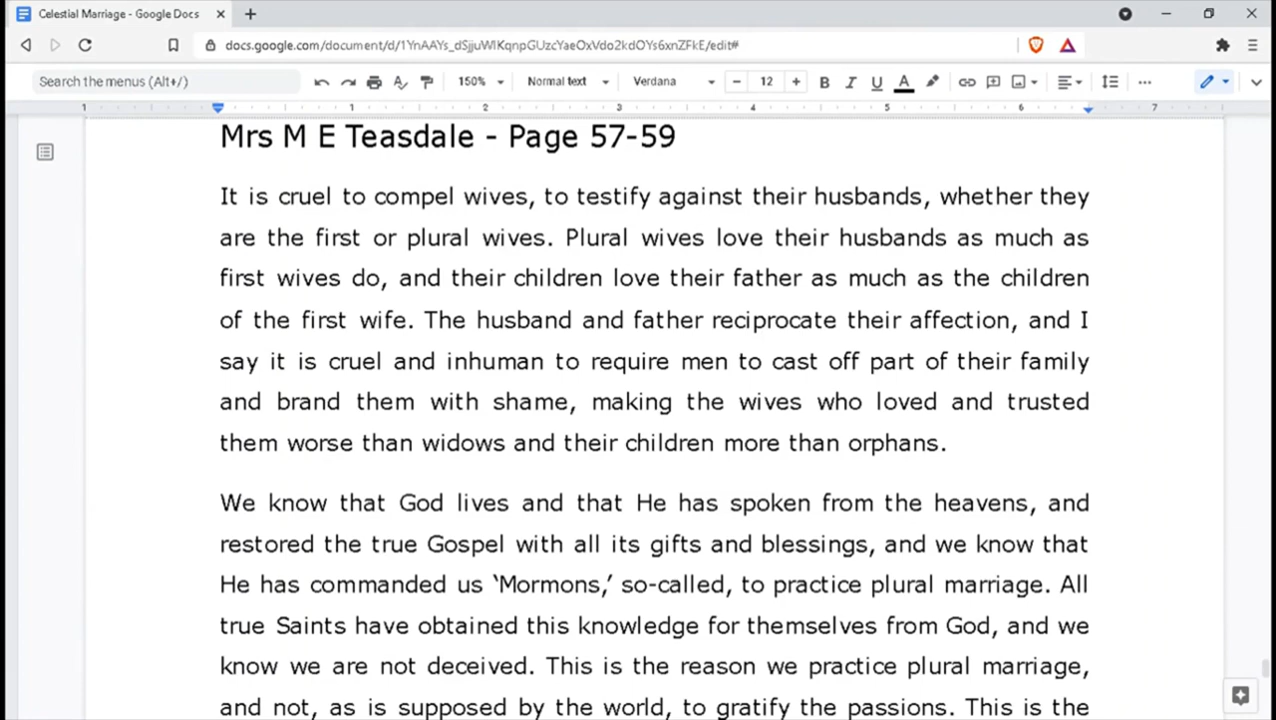 Celestial Marriage - Google Docs
docs.google.com/document/d/1YnAAYs_dSjjuWIKqnpGUzcYaeOxVdo2kdOYs6xnZFkE/edit#
Search the menus (Alt+/)
150%
Normal text
Verdana
12
1 1 2 3 4 5 6 7
Mrs M E Teasdale - Page 57-59
It is cruel to compel wives, to testify against their husbands, whether they
are the first or plural wives. Plural wives love their husbands as much as
first wives do, and their children love their father as much as the children
of the first wife. The husband and father reciprocate their affection, and I
say it is cruel and inhuman to require men to cast off part of their family
and brand them with shame, making the wives who loved and trusted
them worse than widows and their children more than orphans.
We know that God lives and that He has spoken from the heavens, and
restored the true Gospel with all its gifts and blessings, and we know that
He has commanded us ‘Mormons,’ so-called, to practice plural marriage. All
true Saints have obtained this knowledge for themselves from God, and we
know we are not deceived. This is the reason we practice plural marriage,
and not, as is supposed by the world, to gratify the passions. This is the